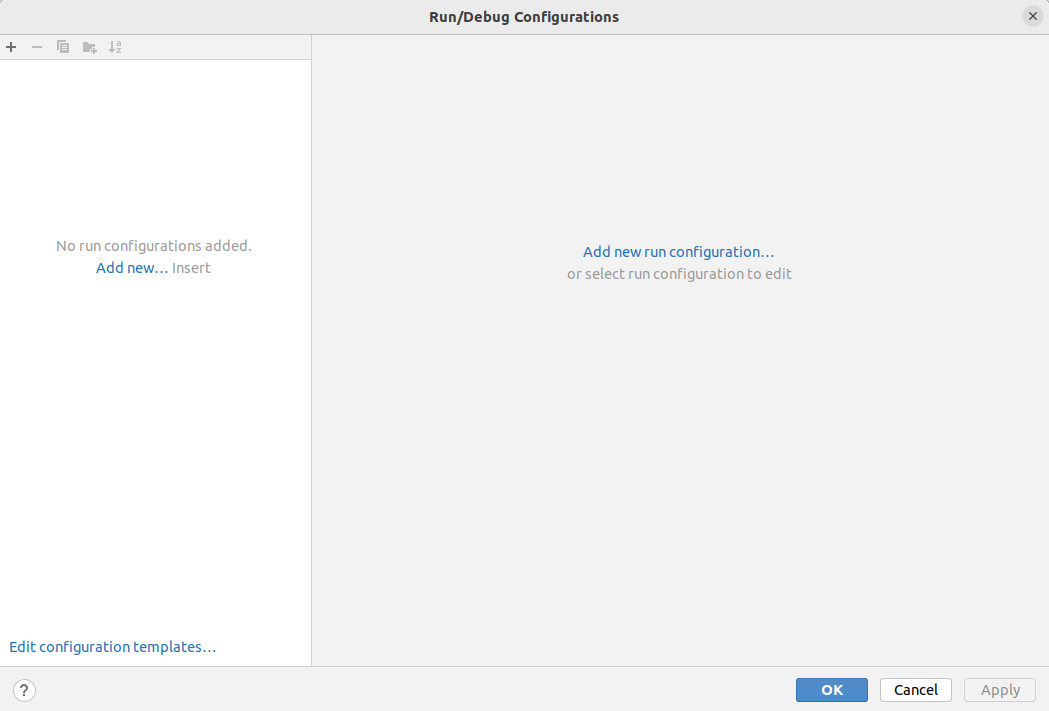 Run/Debug Configurations
No run configurations added.
Add new... Insert
Add new run configuration...
or select run configuration to edit
Edit configuration templates...
?
OK
Cancel
Apply